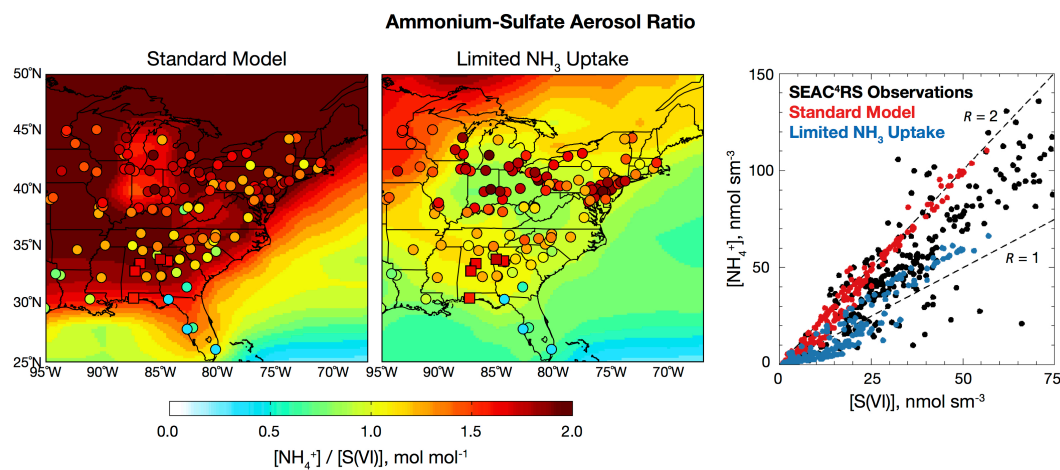 Ammonium-Sulfate Aerosol Ratio
Standard Model
Limited NH₃ Uptake
50°N
45°N
40°N
35°N
30°N
25°N
95°W
90°W
85°W
80°W
75°W
70°W
95°W
90°W
85°W
80°W
75°W
70°W
0.0
0.5
1.0
1.5
2.0
[NH₄⁺] / [S(VI)], mol mol⁻¹
150
100
50
0
[NH₄⁺], nmol sm⁻³
SEAC⁴RS Observations
Standard Model
Limited NH₃ Uptake
R = 2
R = 1
0
25
50
75
[S(VI)], nmol sm⁻³